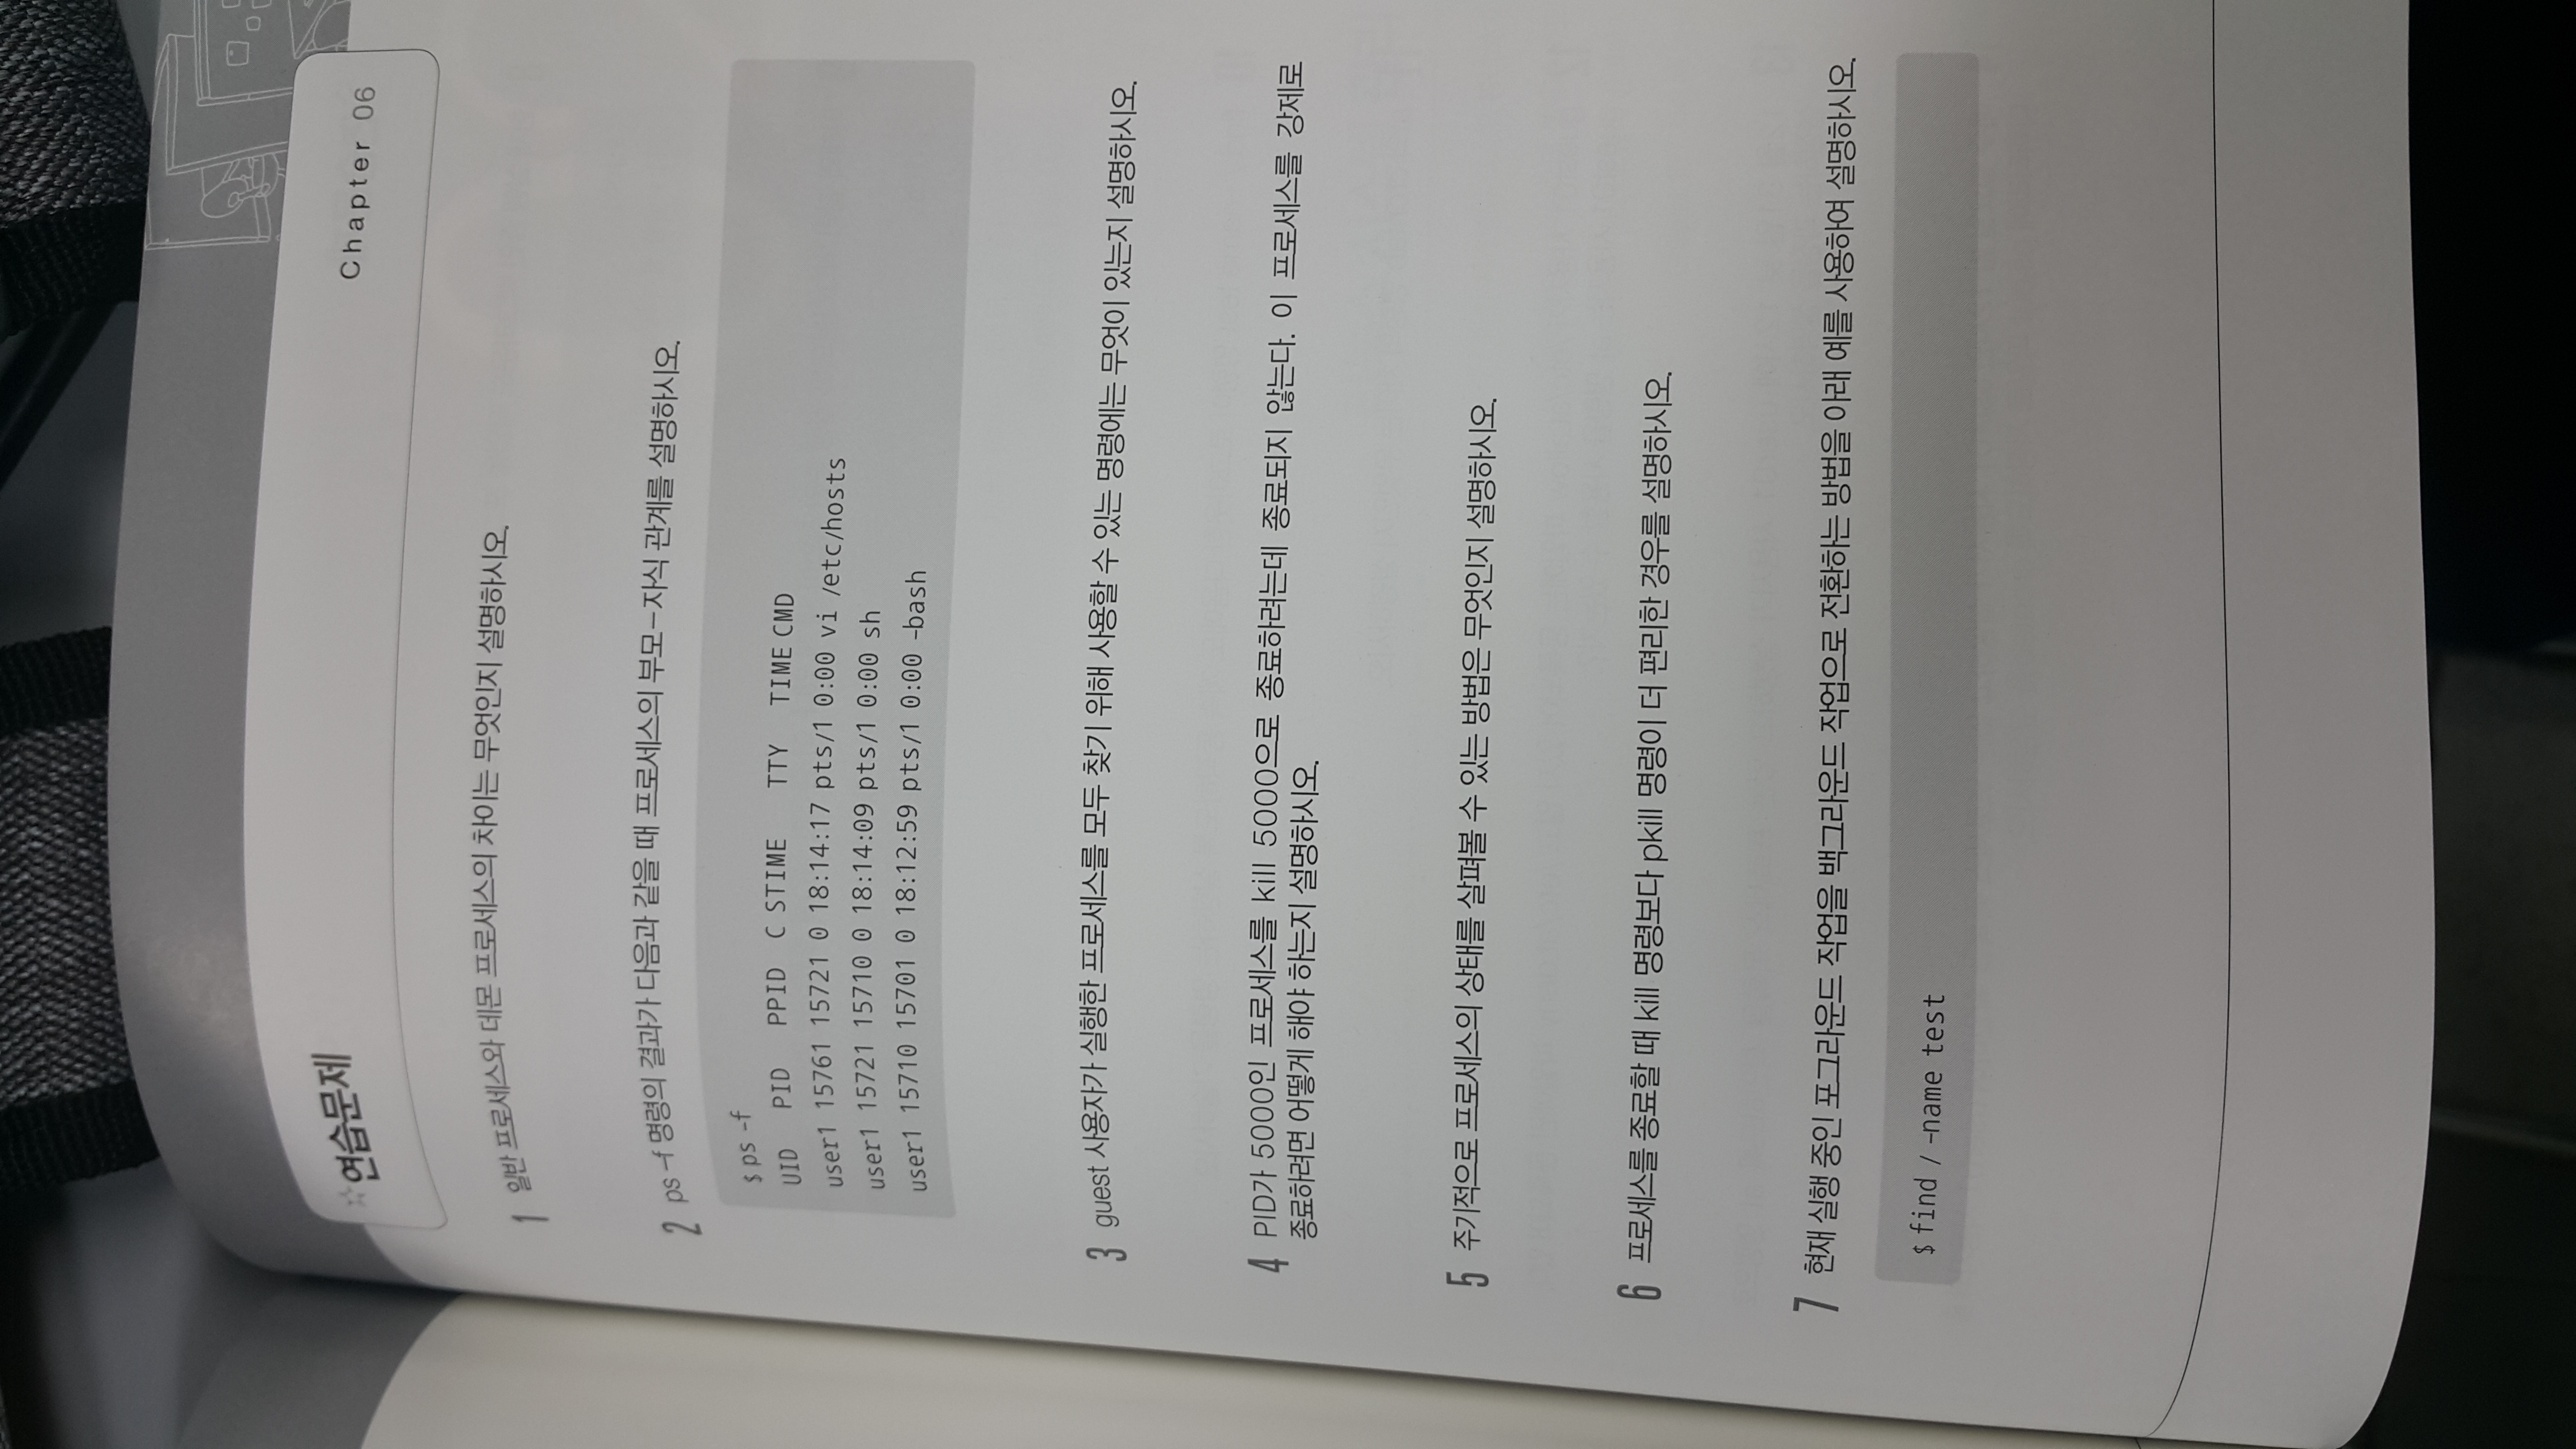 ☆연습문제
Chapter 06
1 일반 프로세스와 데몬 프로세스의 차이는 무엇인지 설명하시오.
2 ps -f 명령의 결과가 다음과 같을 때 프로세스의 부모-자식 관계를 설명하시오.
$ ps -f
UID PID PPID C STIME TTY TIME CMD
user1 15761 15721 0 18:14:17 pts/1 0:00 vi /etc/hosts
user1 15721 15710 0 18:14:09 pts/1 0:00 sh
user1 15710 15701 0 18:12:59 pts/1 0:00 -bash
3 guest 사용자가 실행한 프로세스를 모두 찾기 위해 사용할 수 있는 명령에는 무엇이 있는지 설명하시오.
4 PID가 5000인 프로세스를 kill 5000으로 종료하려는데 종료되지 않는다. 이 프로세스를 강제로
종료하려면 어떻게 해야 하는지 설명하시오.
5 주기적으로 프로세스의 상태를 살펴볼 수 있는 방법은 무엇인지 설명하시오.
6 프로세스를 종료할 때 kill 명령보다 pkill 명령이 더 편리한 경우를 설명하시오.
7 현재 실행 중인 포그라운드 작업을 백그라운드 작업으로 전환하는 방법을 아래 예를 사용하여 설명하시오.
$ find / -name test